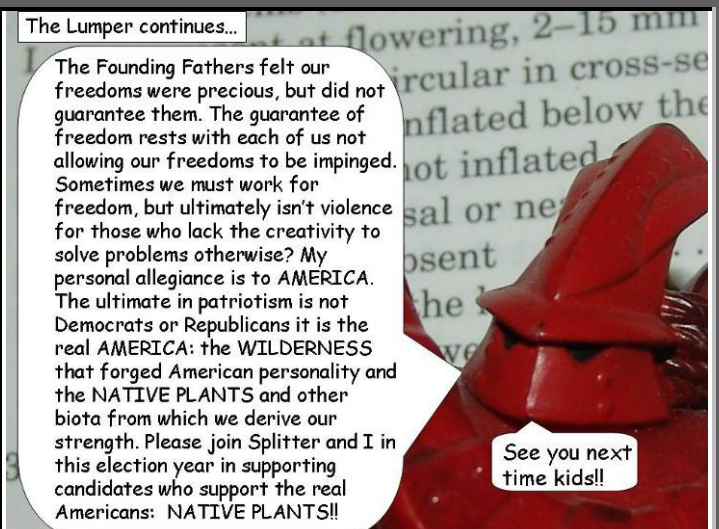 The Lumper continues...
at flowering, 2–15 mm
ircular in cross-se
nflated below the
not inflated
sal or ne
osent
he
we
The Founding Fathers felt our
freedoms were precious, but did not
guarantee them. The guarantee of
freedom rests with each of us not
allowing our freedoms to be impinged.
Sometimes we must work for
freedom, but ultimately isn't violence
for those who lack the creativity to
solve problems otherwise? My
personal allegiance is to AMERICA.
The ultimate in patriotism is not
Democrats or Republicans it is the
real AMERICA: the WILDERNESS
that forged American personality and
the NATIVE PLANTS and other
biota from which we derive our
strength. Please join Splitter and I in
this election year in supporting
candidates who support the real
Americans: NATIVE PLANTS!!
See you next
time kids!!